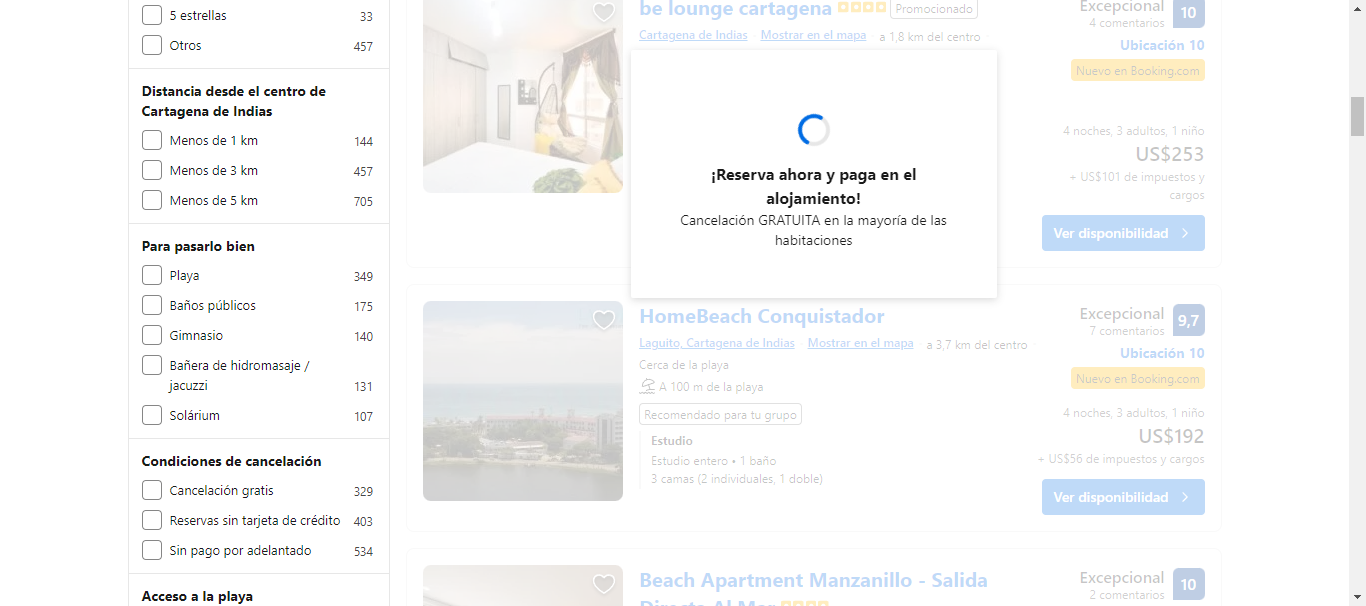 5 estrellas 33
Otros 457
Distancia desde el centro de
Cartagena de Indias
Menos de 1 km 144
Menos de 3 km 457
Menos de 5 km 705
Para pasarlo bien
Playa 349
Baños públicos 175
Gimnasio 140
Bañera de hidromasaje /
jacuzzi 131
Solárium 107
Condiciones de cancelación
Cancelación gratis 329
Reservas sin tarjeta de crédito 403
Sin pago por adelantado 534
Acceso a la playa
be lounge cartagena Promocionado
Cartagena de Indias Mostrar en el mapa a 1,8 km del centro
Excepcional 10
4 comentarios
Ubicación 10
Nuevo en Booking.com
4 noches, 3 adultos, 1 niño
US$253
+ US$101 de impuestos y
cargos
Ver disponibilidad
¡Reserva ahora y paga en el
alojamiento!
Cancelación GRATUITA en la mayoría de las
habitaciones
HomeBeach Conquistador
Laguito, Cartagena de Indias Mostrar en el mapa a 3,7 km del centro
Cerca de la playa
A 100 m de la playa
Recomendado para tu grupo
Estudio
Estudio entero • 1 baño
3 camas (2 individuales, 1 doble)
Excepcional 9,7
7 comentarios
Ubicación 10
Nuevo en Booking.com
4 noches, 3 adultos, 1 niño
US$192
+ US$56 de impuestos y cargos
Ver disponibilidad
Beach Apartment Manzanillo - Salida
Directa Al Mar
Excepcional 10
2 comentarios